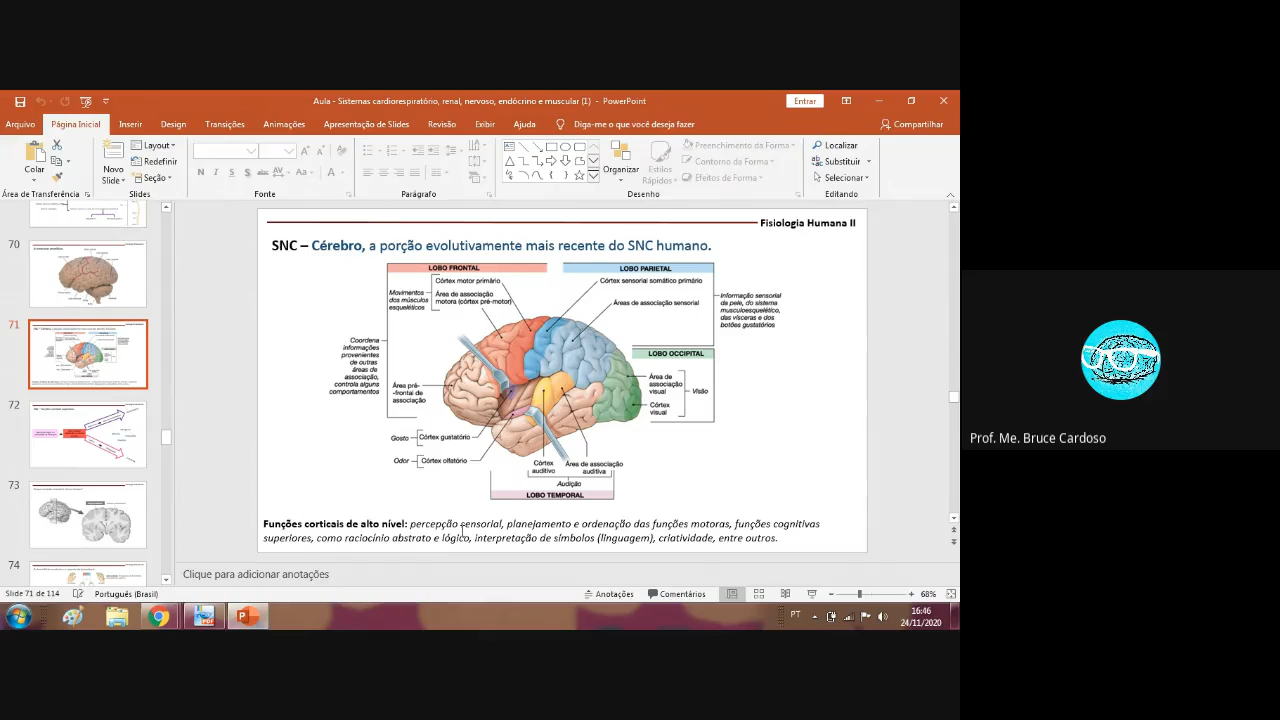 Aula - Sistemas cardiorespiratório, renal, nervoso, endócrino e muscular (1) - PowerPoint
Entrar
Arquivo
Página Inicial
Inserir
Design
Transições
Animações
Apresentação de Slides
Revisão
Exibir
Ajuda
Diga-me o que você deseja fazer
Compartilhar
Colar
Novo
Slide
Layout
Redefinir
Seção
N I S S abc AV Aa A
Organizar
Estilos
Rápidos
Preenchimento da Forma
Contorno da Forma
Efeitos de Forma
Localizar
Substituir
Selecionar
Área de Transferência
Slides
Fonte
Parágrafo
Desenho
Editando
70
71
72
73
74
Fisiologia Humana II
SNC – Cérebro, a porção evolutivamente mais recente do SNC humano.
LOBO FRONTAL
LOBO PARIETAL
Movimentos
dos músculos
esqueléticos
Córtex motor primário
Área de associação
motora (córtex pré-motor)
Córtex sensorial somático primário
Áreas de associação sensorial
Informação sensorial
da pele, do sistema
musculoesquelético,
das vísceras e dos
botões gustatórios
Coordena
informações
provenientes
de outras
áreas de
associação,
controla alguns
comportamentos
Área pré-
-frontal de
associação
LOBO OCCIPITAL
Área de
associação
visual
Córtex
visual
Visão
Gosto
Córtex gustatório
Odor
Córtex olfatório
Córtex
auditivo
Área de associação
auditiva
Audição
LOBO TEMPORAL
Funções corticais de alto nível: percepção sensorial, planejamento e ordenação das funções motoras, funções cognitivas
superiores, como raciocínio abstrato e lógico, interpretação de símbolos (linguagem), criatividade, entre outros.
Clique para adicionar anotações
Slide 71 de 114
Português (Brasil)
Anotações
Comentários
68%
PT
16:46
24/11/2020
Prof. Me. Bruce Cardoso